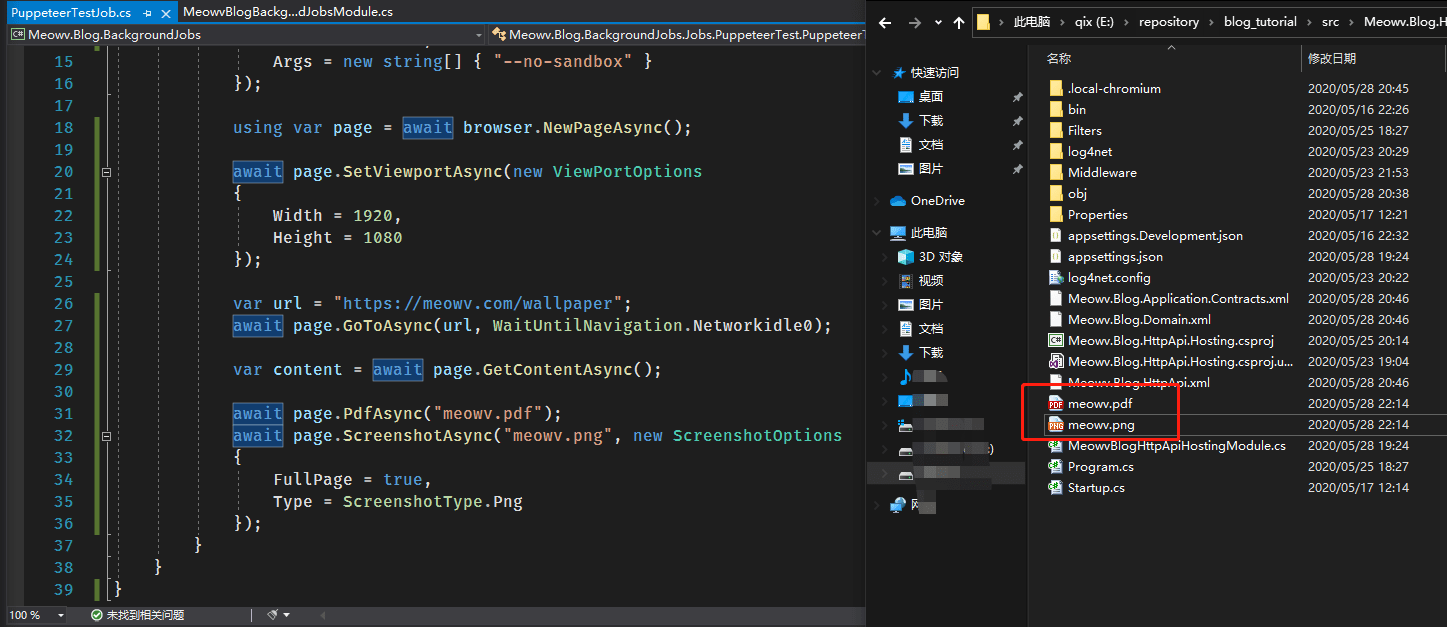 PuppeteerTestJob.cs
MeowvBlogBackg...dJobsModule.cs
Meowv.Blog.BackgroundJobs
Meowv.Blog.BackgroundJobs.Jobs.PuppeteerTest.PuppeteerT
15 Args = new string[] { "--no-sandbox" }
16 });
17
18 using var page = await browser.NewPageAsync();
19
20 await page.SetViewportAsync(new ViewPortOptions
21 {
22 Width = 1920,
23 Height = 1080
24 });
25
26 var url = "https://meowv.com/wallpaper";
27 await page.GoToAsync(url, WaitUntilNavigation.Networkidle0);
28
29 var content = await page.GetContentAsync();
30
31 await page.PdfAsync("meowv.pdf");
32 await page.ScreenshotAsync("meowv.png", new ScreenshotOptions
33 {
34 FullPage = true,
35 Type = ScreenshotType.Png
36 });
37 }
38 }
39 }
100 %
未找到相关问题
此电脑 › qix (E:) › repository › blog_tutorial › src › Meowv.Blog.H
快速访问
桌面
下载
文档
图片
OneDrive
此电脑
3D 对象
视频
图片
文档
下载
名称 修改日期
.local-chromium 2020/05/28 20:45
bin 2020/05/16 22:26
Filters 2020/05/25 18:27
log4net 2020/05/23 20:29
Middleware 2020/05/23 21:53
obj 2020/05/28 20:38
Properties 2020/05/17 12:21
appsettings.Development.json 2020/05/16 22:32
appsettings.json 2020/05/28 19:24
log4net.config 2020/05/23 20:22
Meowv.Blog.Application.Contracts.xml 2020/05/28 20:46
Meowv.Blog.Domain.xml 2020/05/28 20:46
Meowv.Blog.HttpApi.Hosting.csproj 2020/05/25 20:14
Meowv.Blog.HttpApi.Hosting.csproj.u... 2020/05/23 19:04
Meowv.Blog.HttpApi.xml 2020/05/28 20:46
meowv.pdf 2020/05/28 22:14
meowv.png 2020/05/28 22:14
MeowvBlogHttpApiHostingModule.cs 2020/05/28 19:24
Program.cs 2020/05/25 18:27
Startup.cs 2020/05/17 12:14